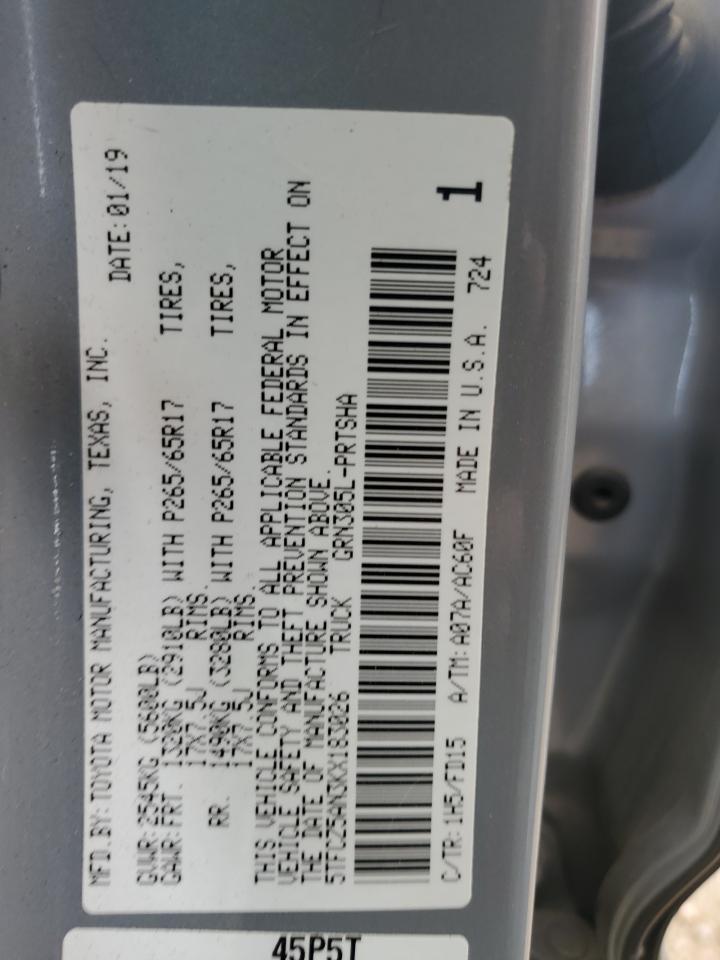 MFD.BY: TOYOTA MOTOR MANUFACTURING, TEXAS, INC.
DATE: 01/19
GVWR: 2545KG (5600LB)
GAWR: FRT. 1320KG (2910LB) WITH P265/65R17 TIRES,
17X7.5J RIMS.
RR. 1490KG (3280LB) WITH P265/65R17 TIRES,
17X7.5J RIMS.
THIS VEHICLE CONFORMS TO ALL APPLICABLE FEDERAL MOTOR
VEHICLE SAFETY AND THEFT PREVENTION STANDARDS IN EFFECT ON
THE DATE OF MANUFACTURE SHOWN ABOVE.
5TFCZ5AN3KX183026 TRUCK GRN305L-PRTSHA
1
C/TR: 1H5/FD15 A/TM: A07A/AC60F MADE IN U.S.A. 724
45P5T